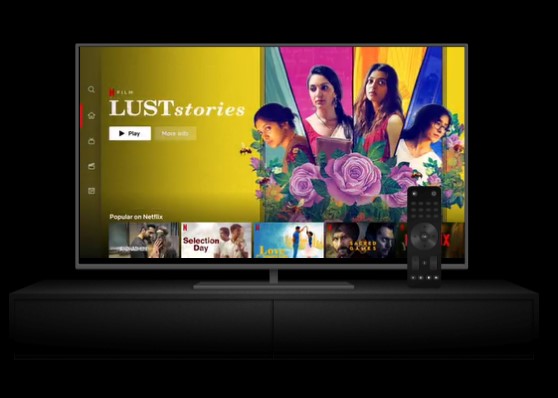 N FILM
LUST stories
Play
More info
Popular on Netflix
N
Selection
Day
N
Love
SACRED
GAMES